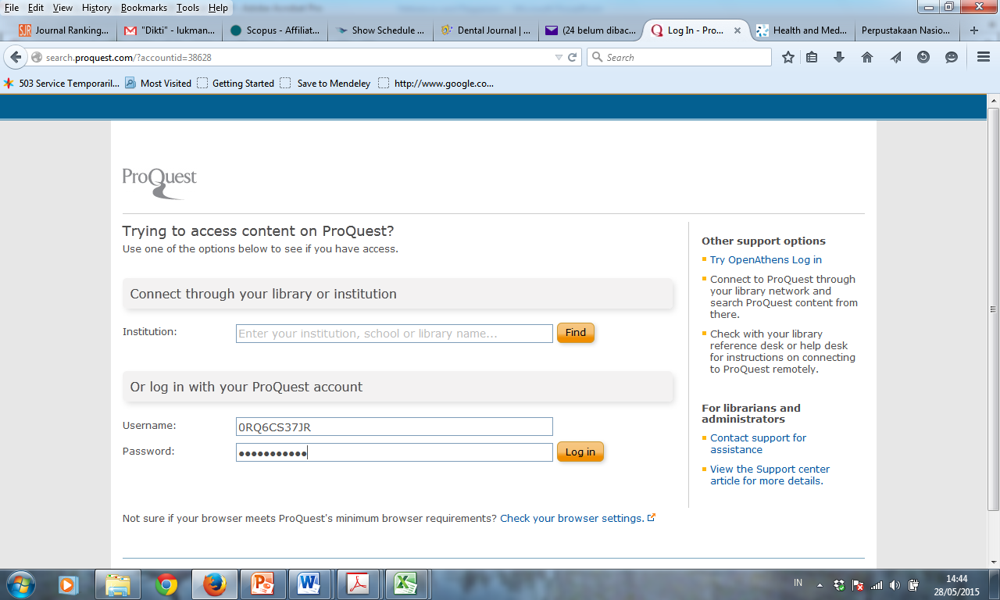 File Edit View History Bookmarks Tools Help
Journal Ranking... "Dikti" - lukman... Scopus - Affiliat... Show Schedule ... Dental Journal | ... (24 belum dibac... Log In - Pro... Health and Med... Perpustakaan Nasio...
search.proquest.com/?accountid=38628 Search
503 Service Temporaril... Most Visited Getting Started Save to Mendeley http://www.google.co...
ProQuest
Trying to access content on ProQuest?
Use one of the options below to see if you have access.
Connect through your library or institution
Institution: Enter your institution, school or library name... Find
Or log in with your ProQuest account
Username: 0RQ6CS37JR
Password: ●●●●●●●●●●● Log in
Not sure if your browser meets ProQuest's minimum browser requirements? Check your browser settings.
Other support options
Try OpenAthens Log in
Connect to ProQuest through
your library network and
search ProQuest content from
there.
Check with your library
reference desk or help desk
for instructions on connecting
to ProQuest remotely.
For librarians and
administrators
Contact support for
assistance
View the Support center
article for more details.
IN
14:44
28/05/2015